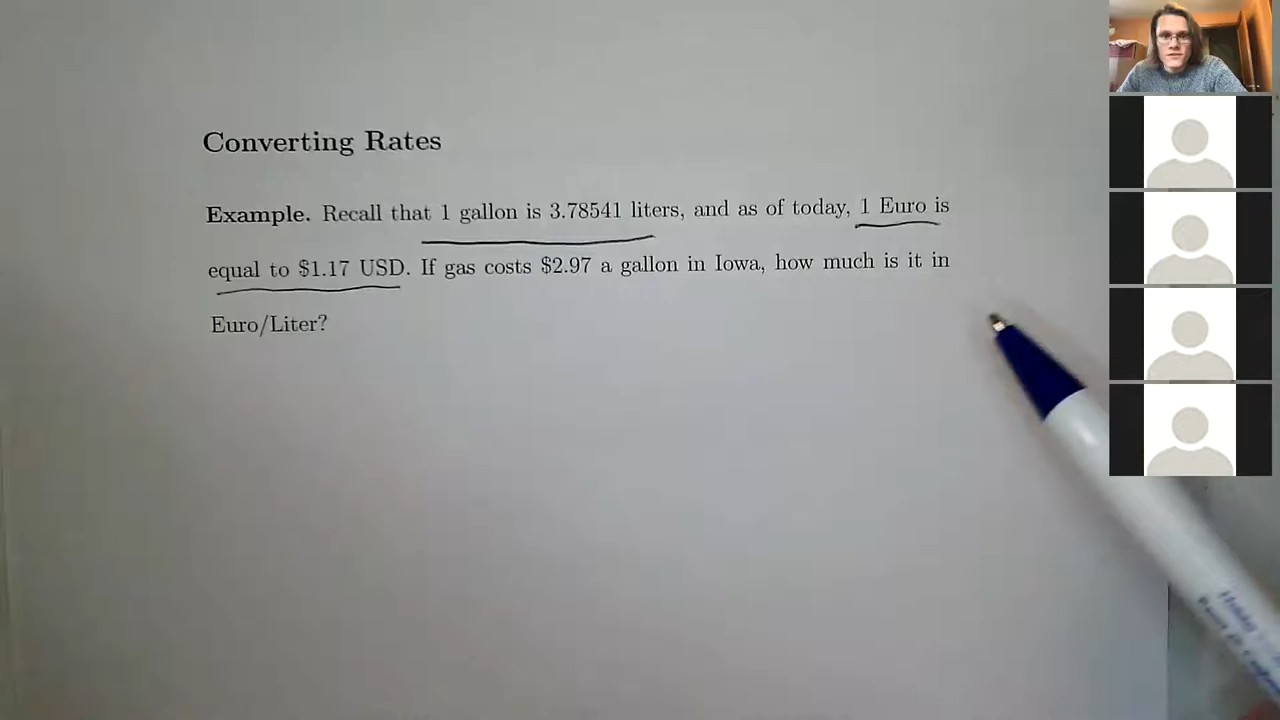 Converting Rates
Example. Recall that 1 gallon is 3.78541 liters, and as of today, 1 Euro is
equal to $1.17 USD. If gas costs $2.97 a gallon in Iowa, how much is it in
Euro/Liter?